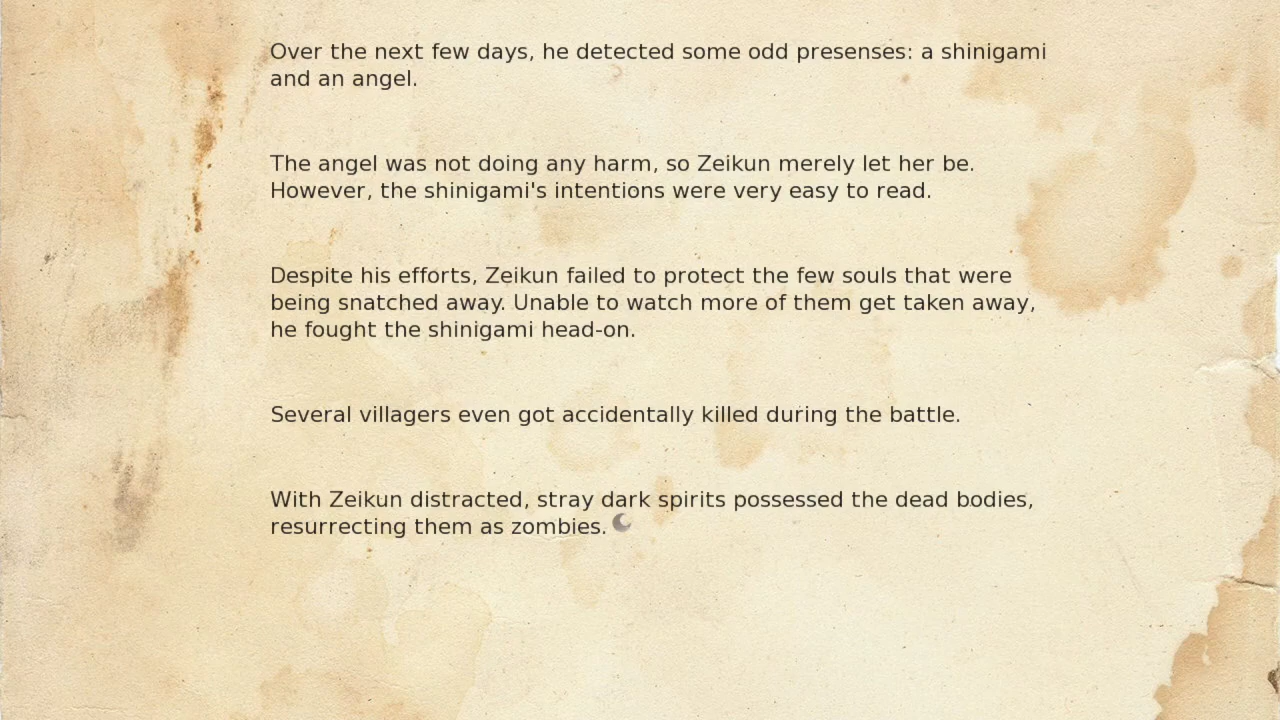 Over the next few days, he detected some odd presenses: a shinigami
and an angel.
The angel was not doing any harm, so Zeikun merely let her be.
However, the shinigami's intentions were very easy to read.
Despite his efforts, Zeikun failed to protect the few souls that were
being snatched away. Unable to watch more of them get taken away,
he fought the shinigami head-on.
Several villagers even got accidentally killed during the battle.
With Zeikun distracted, stray dark spirits possessed the dead bodies,
resurrecting them as zombies.